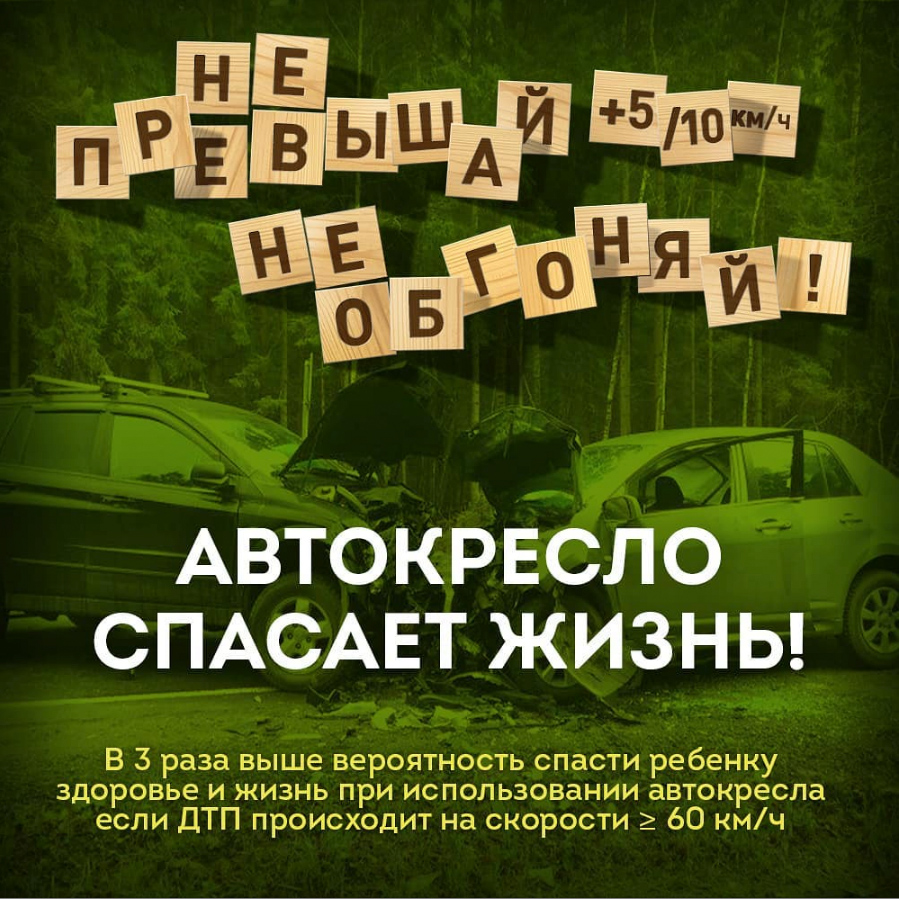 НЕ
ПРЕВЫШАЙ +5/10 км/ч
НЕ
ОБГОНЯЙ!
АВТОКРЕСЛО
СПАСАЕТ ЖИЗНЬ!
В 3 раза выше вероятность спасти ребенку
здоровье и жизнь при использовании автокресла
если ДТП происходит на скорости ≥ 60 км/ч